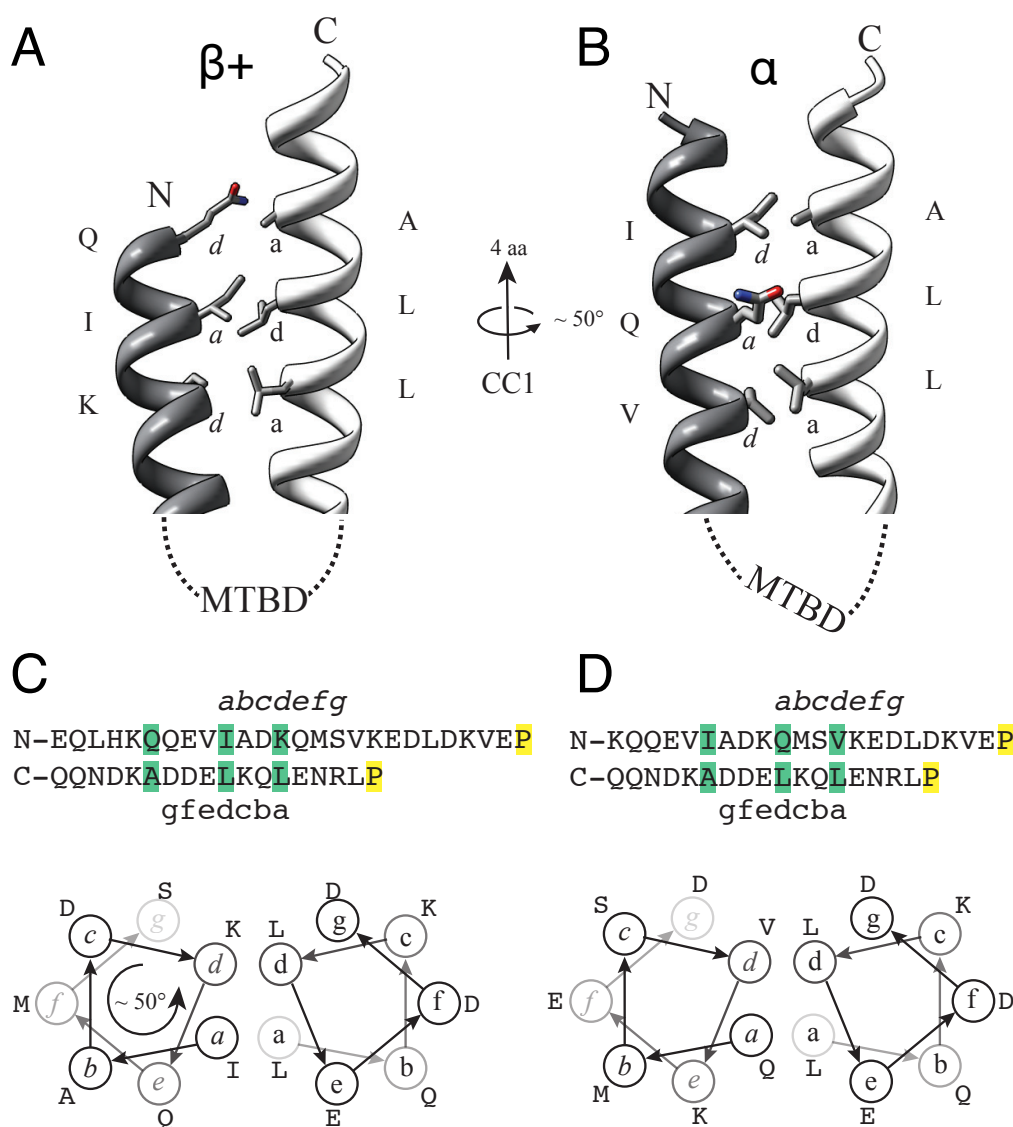 A
β+
C
N
Q
d
a
A
I
a
d
L
K
d
a
L
MTBD
4 aa
~ 50°
CC1
B
α
C
N
I
d
a
A
Q
a
d
L
V
d
a
L
MTBD
C
abcdefg
N–EQLHKQQEVIADKQMSVKEDLDKVEP
C–QQNDKADDELKQLENRLP
gfedcba
S
D
g
D
c
K
d
L
d
g
K
c
M
f
~ 50°
f
D
a
I
a
L
A
b
e
Q
e
E
b
Q
D
abcdefg
N–KQQEVIADKQMSVKEDLDKVEP
C–QQNDKADDELKQLENRLP
gfedcba
D
D
g
S
c
V
d
L
d
g
K
c
E
f
f
D
a
Q
a
L
M
b
e
K
e
E
b
Q